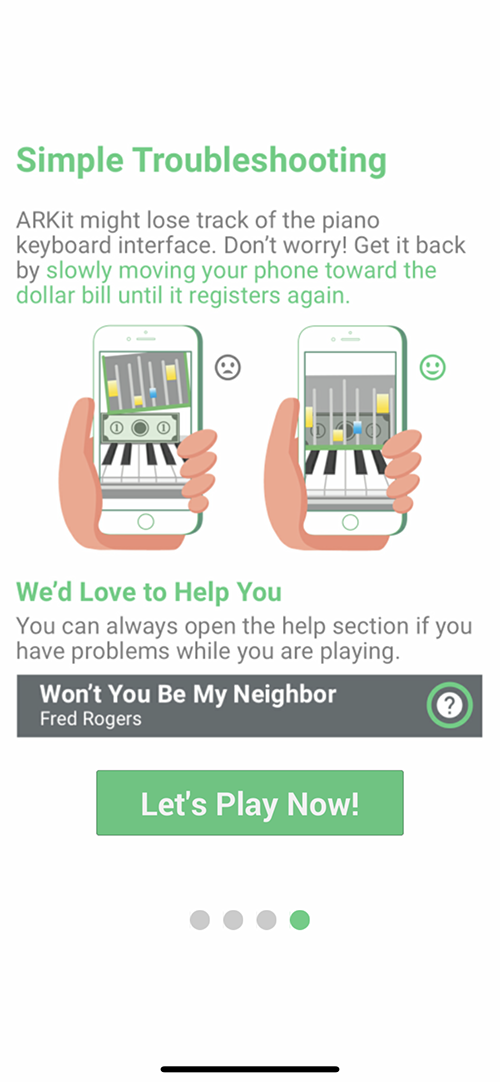 Simple Troubleshooting
ARKit might lose track of the piano
keyboard interface. Don’t worry! Get it back
by slowly moving your phone toward the
dollar bill until it registers again.
We’d Love to Help You
You can always open the help section if you
have problems while you are playing.
Won’t You Be My Neighbor
Fred Rogers
?
Let's Play Now!